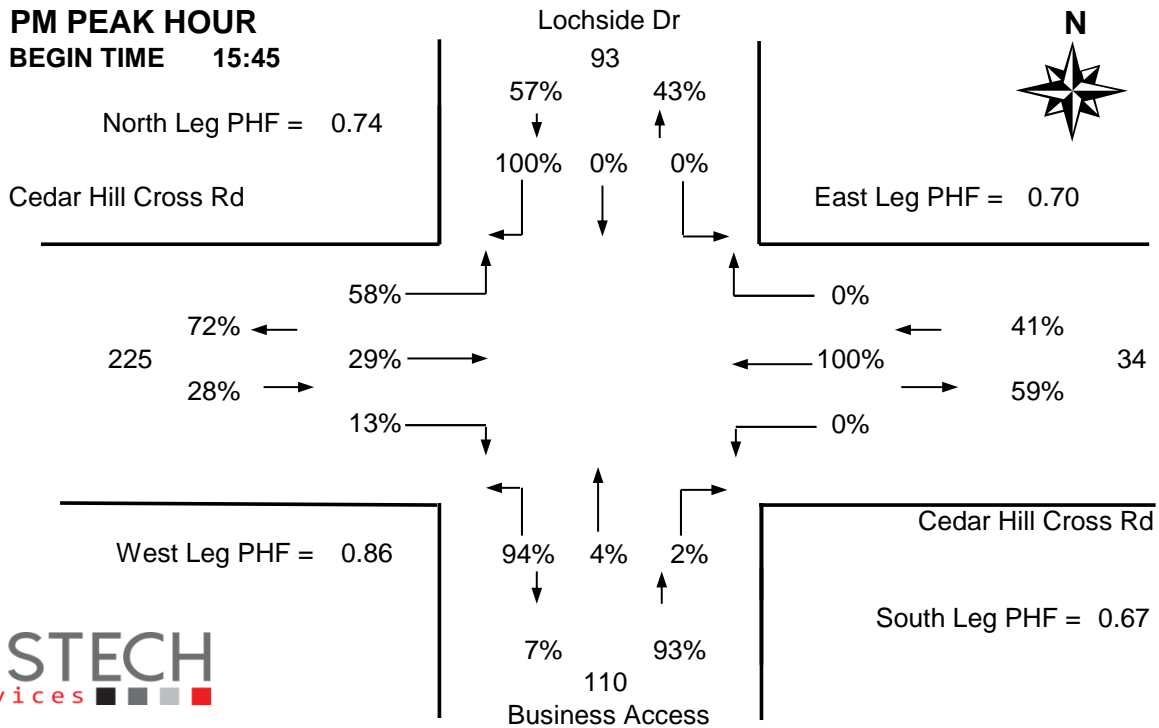 PM PEAK HOUR
BEGIN TIME 15:45
Lochside Dr
93
N
57% 43%
North Leg PHF = 0.74
100% 0% 0%
Cedar Hill Cross Rd
East Leg PHF = 0.70
58% 0%
72% 41%
225 29% 100% 34
28% 59%
13% 0%
Cedar Hill Cross Rd
West Leg PHF = 0.86
94% 4% 2%
South Leg PHF = 0.67
7% 93%
110
Business Access
STECH
vices